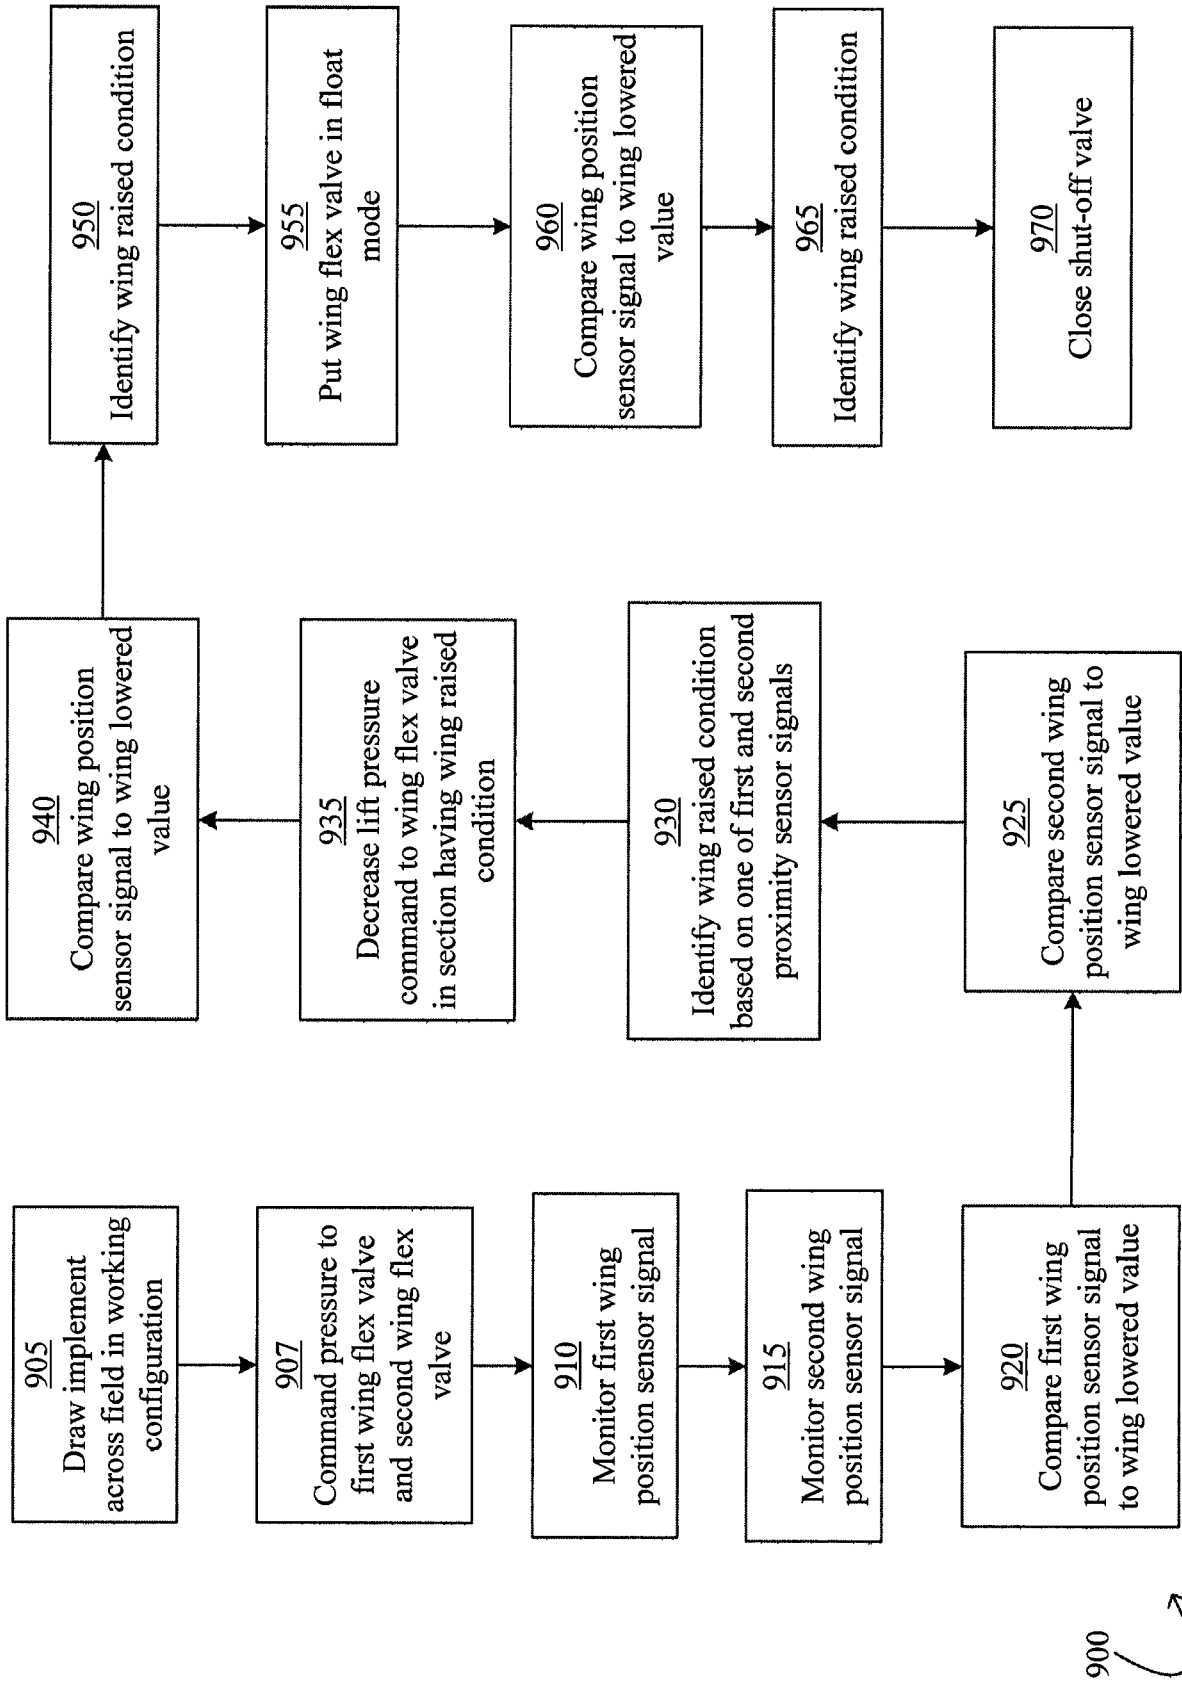 905
Draw implement
across field in working
configuration
907
Command pressure to
first wing flex valve
and second wing flex
valve
910
Monitor first wing
position sensor signal
915
Monitor second wing
position sensor signal
920
Compare first wing
position sensor signal
to wing lowered value
925
Compare second wing
position sensor signal to
wing lowered value
930
Identify wing raised condition
based on one of first and second
proximity sensor signals
935
Decrease lift pressure
command to wing flex valve
in section having wing raised
condition
940
Compare wing position
sensor signal to wing lowered
value
950
Identify wing raised condition
955
Put wing flex valve in float
mode
960
Compare wing position
sensor signal to wing lowered
value
965
Identify wing raised condition
970
Close shut-off valve
900